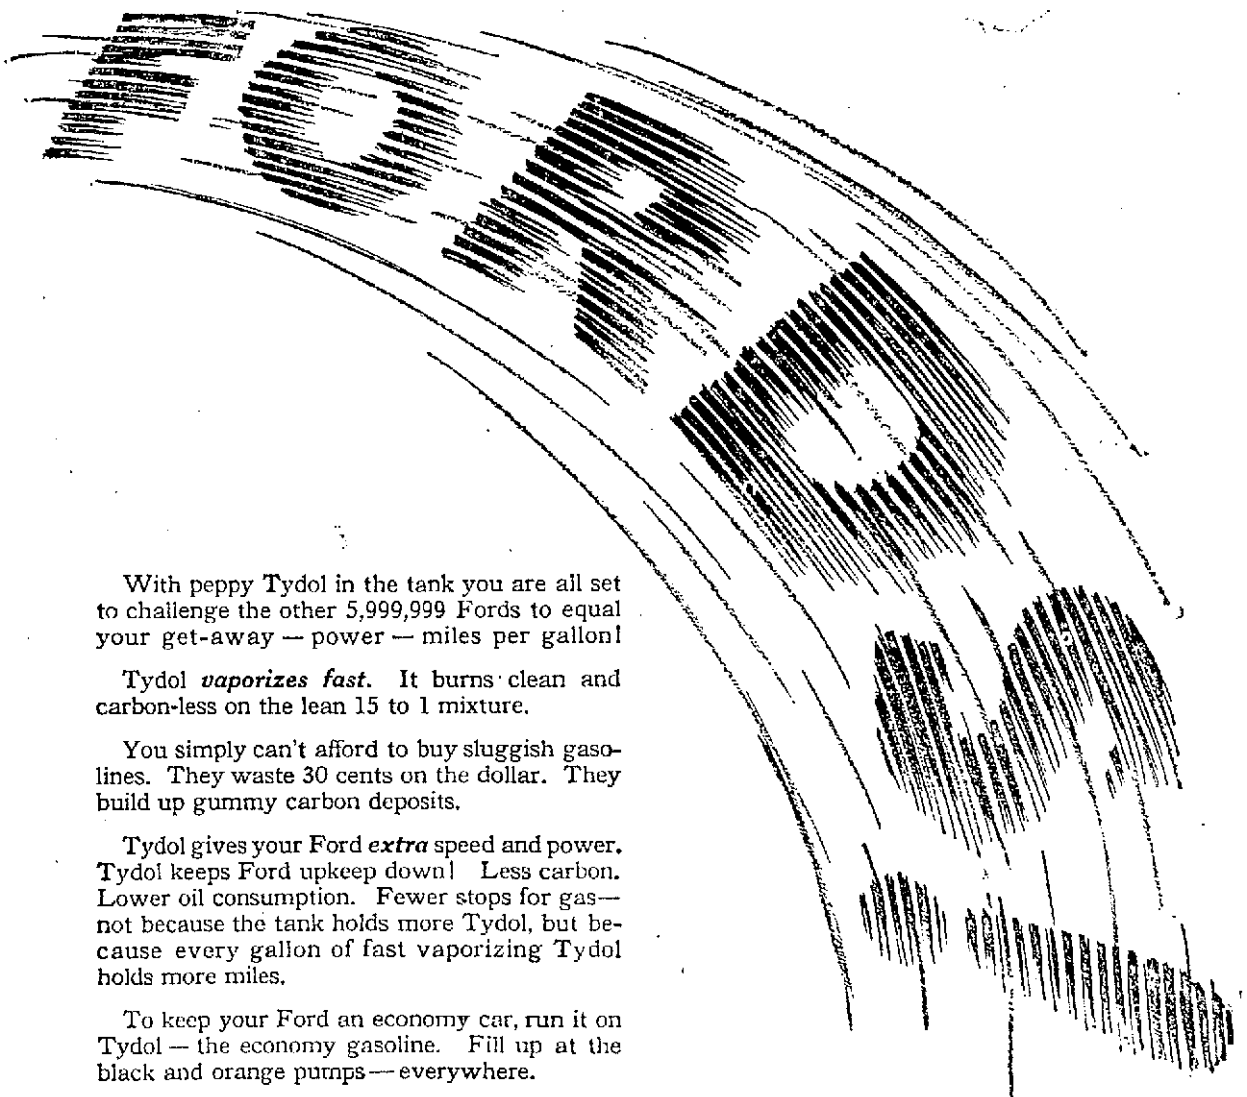 FORDS!
With peppy Tydol in the tank you are all set
to challenge the other 5,999,999 Fords to equal
your get-away — power — miles per gallon!
Tydol vaporizes fast. It burns clean and
carbon-less on the lean 15 to 1 mixture.
You simply can't afford to buy sluggish gaso-
lines. They waste 30 cents on the dollar. They
build up gummy carbon deposits.
Tydol gives your Ford extra speed and power.
Tydol keeps Ford upkeep down! Less carbon.
Lower oil consumption. Fewer stops for gas—
not because the tank holds more Tydol, but be-
cause every gallon of fast vaporizing Tydol
holds more miles.
To keep your Ford an economy car, run it on
Tydol — the economy gasoline. Fill up at the
black and orange pumps — everywhere.